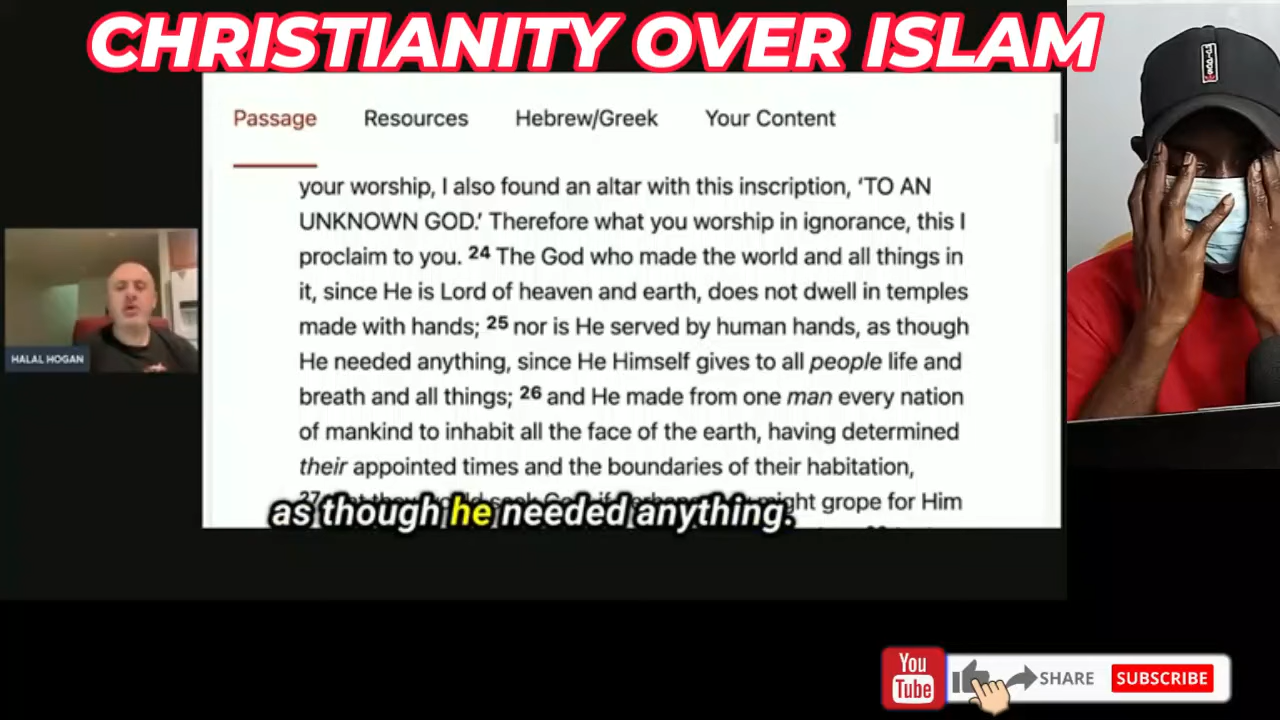 CHRISTIANITY OVER ISLAM
Passage Resources Hebrew/Greek Your Content
your worship, I also found an altar with this inscription, ‘TO AN
UNKNOWN GOD.’ Therefore what you worship in ignorance, this I
proclaim to you. 24 The God who made the world and all things in
it, since He is Lord of heaven and earth, does not dwell in temples
made with hands; 25 nor is He served by human hands, as though
He needed anything, since He Himself gives to all people life and
breath and all things; 26 and He made from one man every nation
of mankind to inhabit all the face of the earth, having determined
their appointed times and the boundaries of their habitation,
27 might grope for Him
as though he needed anything.
HALAL HOGAN
You
Tube
SHARE
SUBSCRIBE